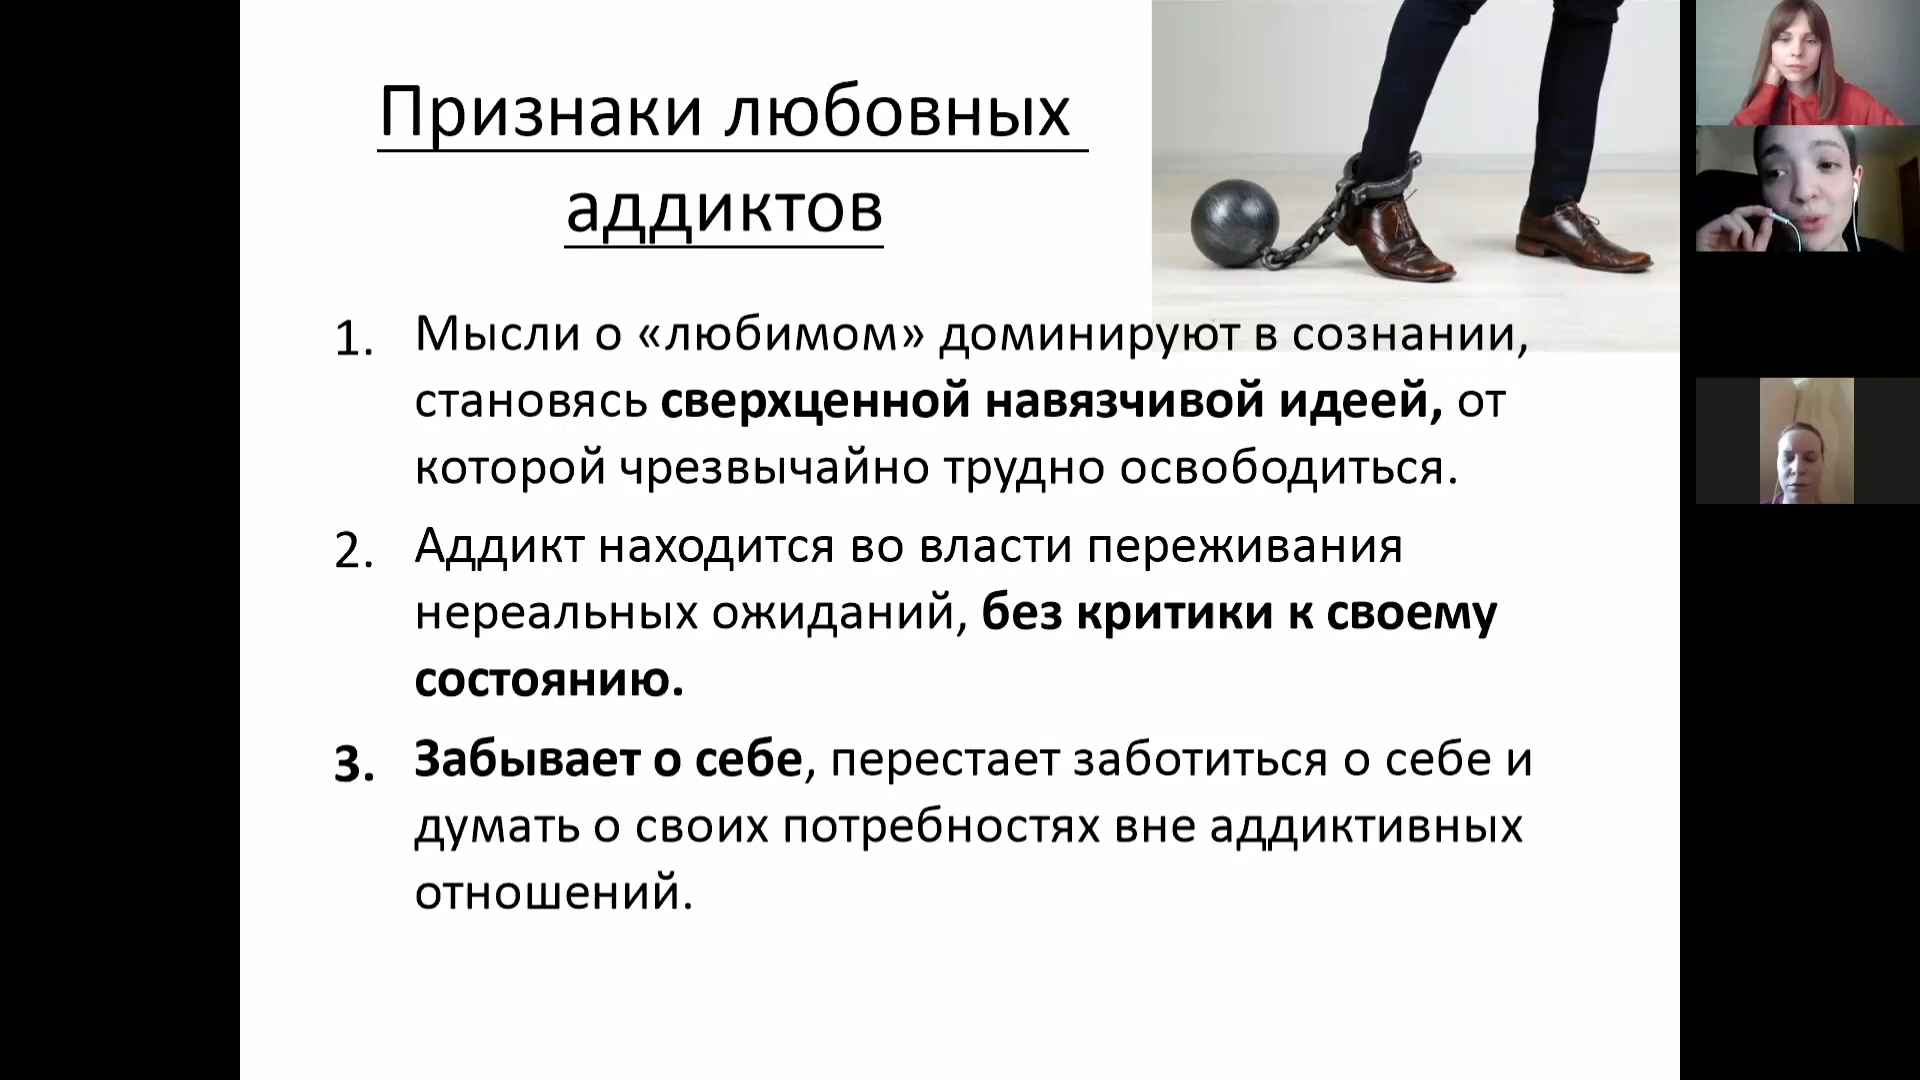 Признаки любовных
аддиктов
1. Мысли о «любимом» доминируют в сознании,
становясь сверхценной навязчивой идеей, от
которой чрезвычайно трудно освободиться.
2. Аддикт находится во власти переживания
нереальных ожиданий, без критики к своему
состоянию.
3. Забывает о себе, перестает заботиться о себе и
думать о своих потребностях вне аддиктивных
отношений.